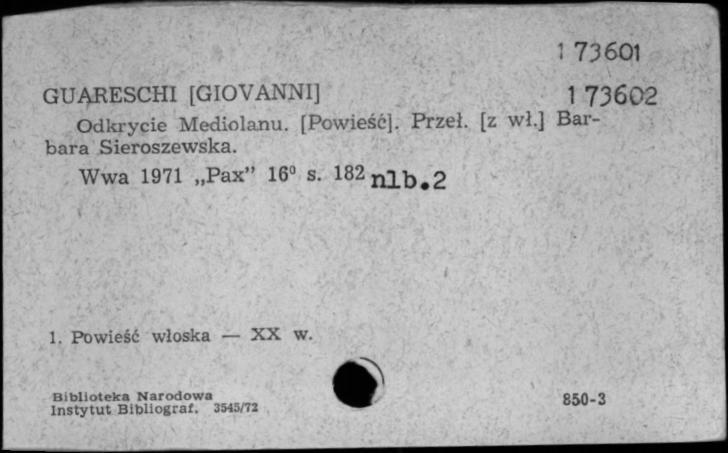 1 73601
GUARESCHI [GIOVANNI]
1 73602
Odkrycie Mediolanu. [Powieść]. Przeł. [z wł.] Bar-
bara Sieroszewska.
Wwa 1971 „Pax” 16⁰ s. 182 nlb.2
1. Powieść włoska — XX w.
Biblioteka Narodowa
Instytut Bibliograf. 3545/72
850-3